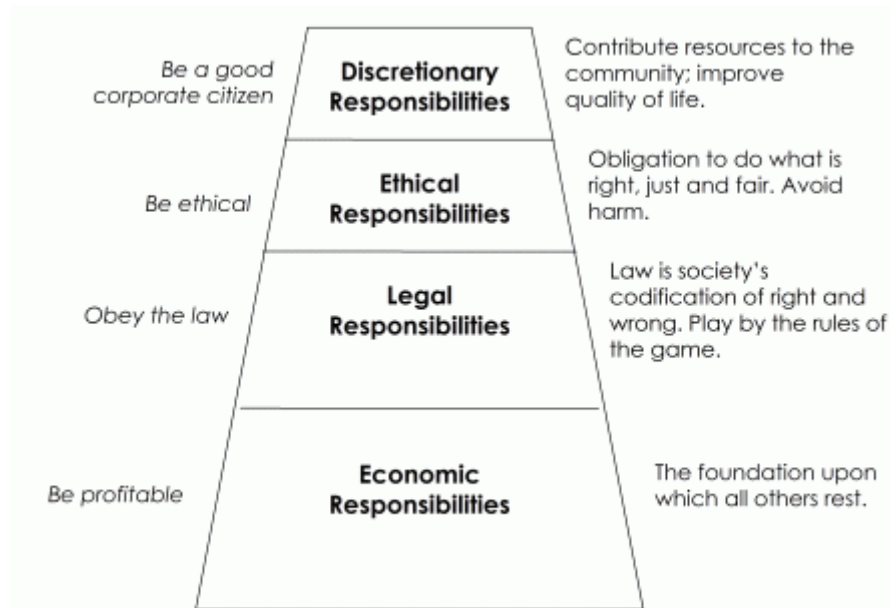 Be a good
corporate citizen
Discretionary
Responsibilities
Contribute resources to the
community; improve
quality of life.
Be ethical
Ethical
Responsibilities
Obligation to do what is
right, just and fair. Avoid
harm.
Obey the law
Legal
Responsibilities
Law is society's
codification of right and
wrong. Play by the rules of
the game.
Be profitable
Economic
Responsibilities
The foundation upon
which all others rest.